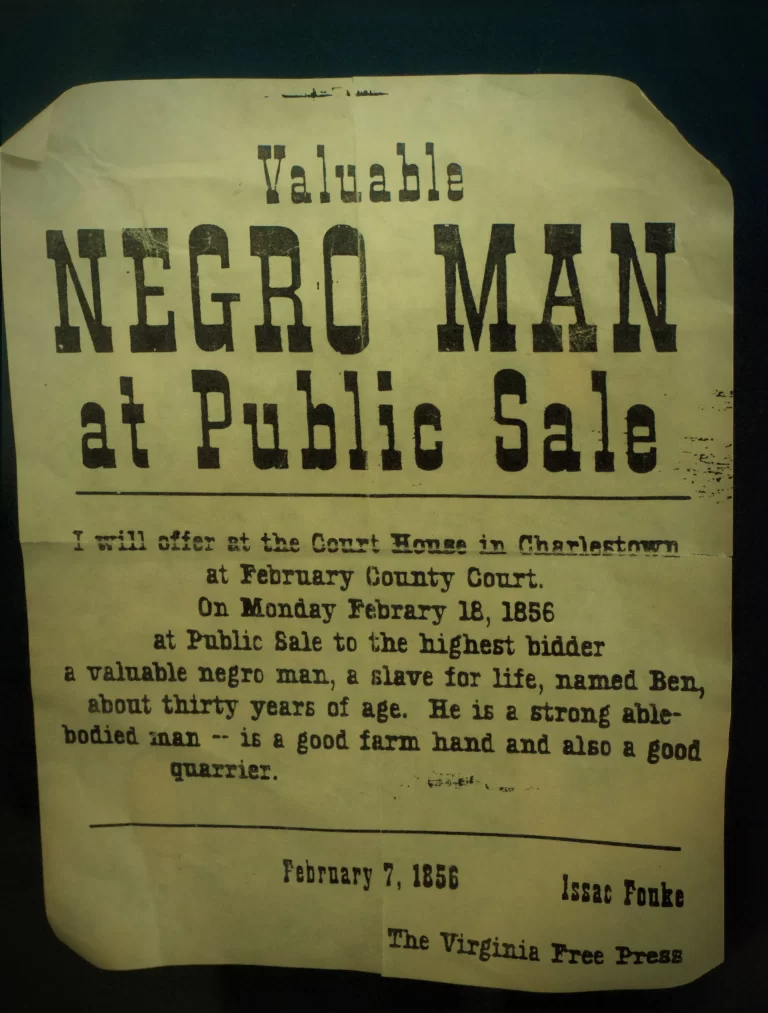 Valuable
NEGRO MAN
at Public Sale
I will offer at the Court House in Charlestown
at February County Court.
On Monday Febrary 18, 1856
at Public Sale to the highest bidder
a valuable negro man, a slave for life, named Ben,
about thirty years of age. He is a strong able-
bodied man -- is a good farm hand and also a good
quarrier.
February 7, 1856
Issac Fouke
The Virginia Free Press